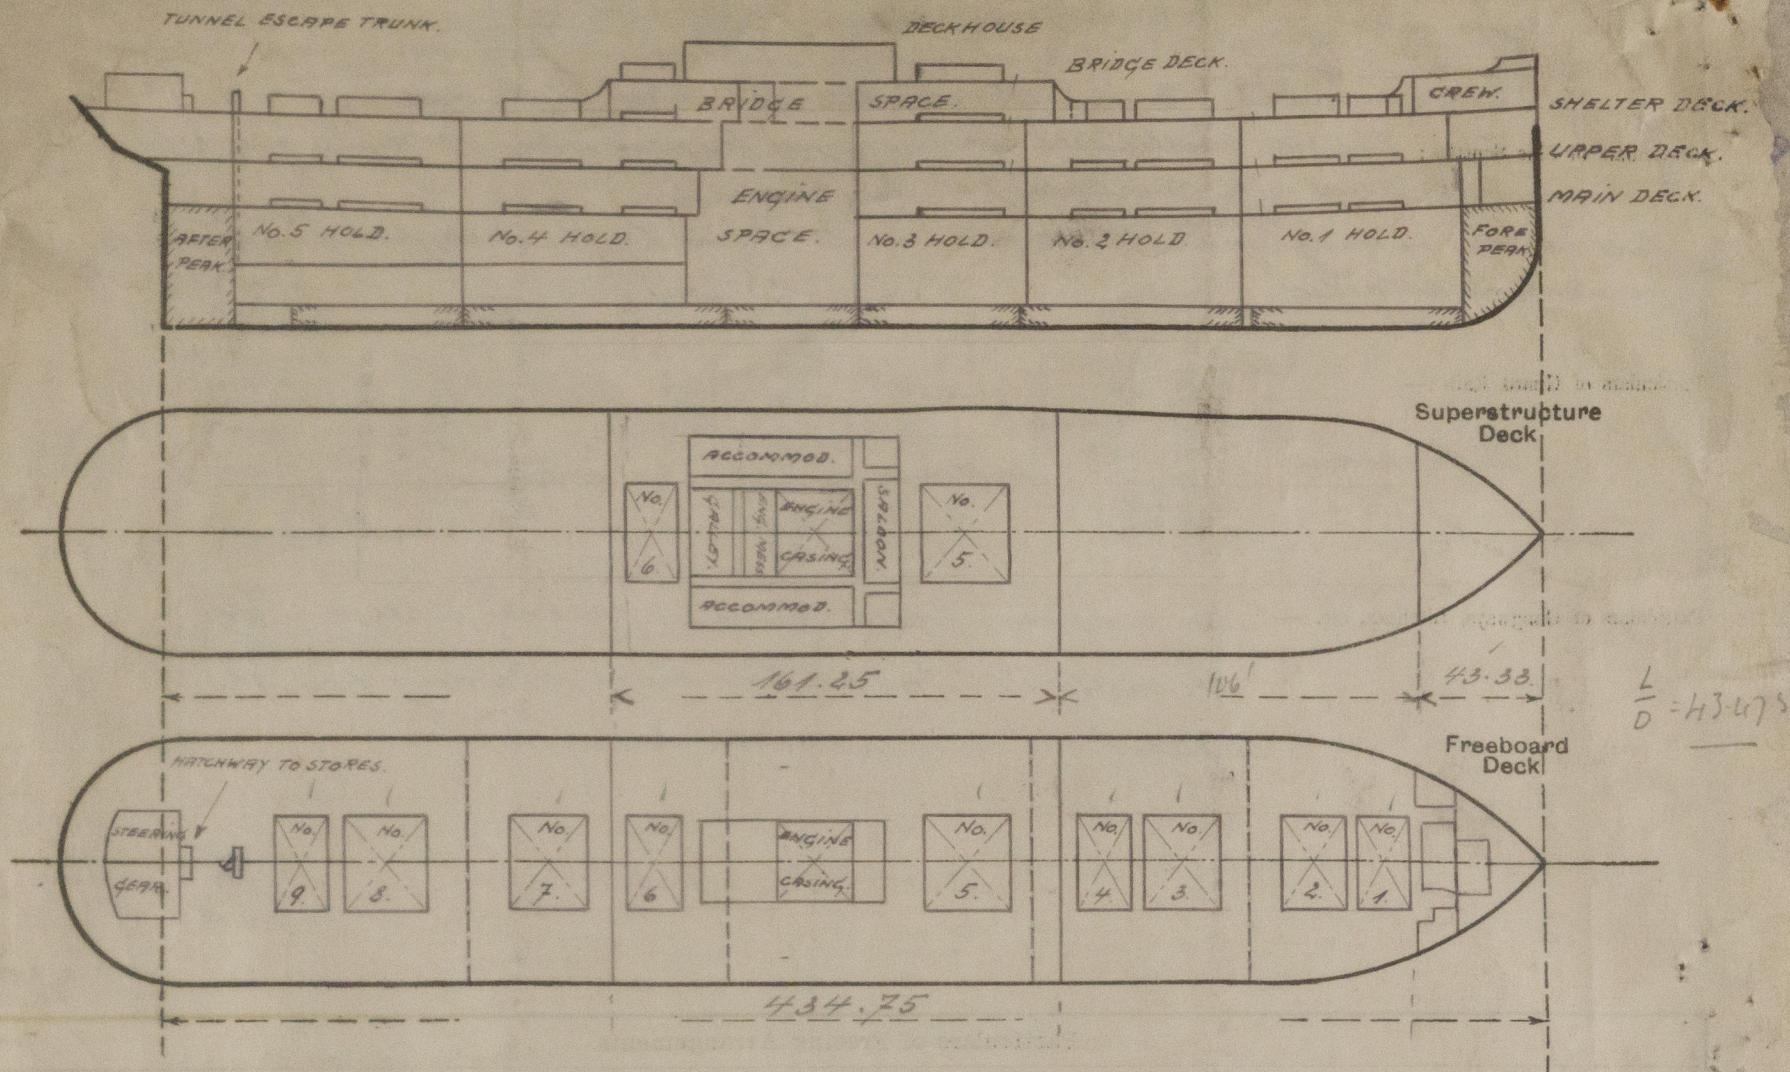 TUNNEL ESCAPE TRUNK.
DECKHOUSE
BRIDGE DECK.
BRIDGE SPACE.
CREW.
SHELTER DECK.
UPPER DECK.
MAIN DECK.
ENGINE
SPACE.
AFTER
PEAK
No.5 HOLD.
No.4 HOLD.
No.3 HOLD.
No.2 HOLD
No.1 HOLD.
FORE
PEAK
Superstructure
Deck
ACCOMMOD.
No.
6
GALLEY.
ENG. MESS
ENGINE
CASING.
SALOON.
No.
5.
ACCOMMOD.
161.25
106'
43.33
L
D = 43.475
Freeboard
Deck
HATCHWAY TO STORES.
STEERING
GEAR.
No.
9.
No.
8.
No.
7.
No.
6
ENGINE
CASING.
No.
5.
No.
4.
No.
3.
No.
2.
No.
1.
434.75